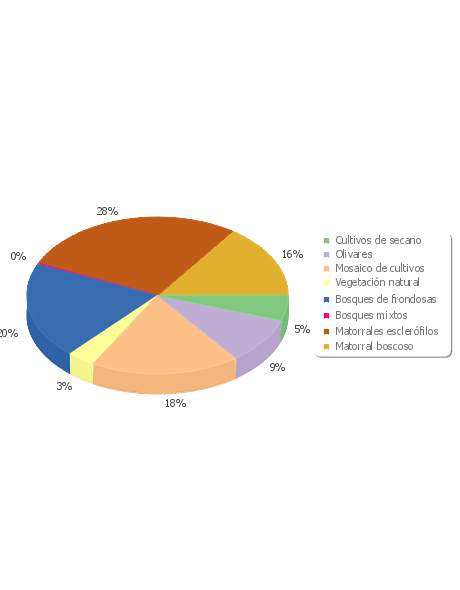 28%
16%
0%
5%
20%
9%
3%
18%
Cultivos de secano
Olivares
Mosaico de cultivos
Vegetación natural
Bosques de frondosas
Bosques mixtos
Matorrales esclerófilos
Matorral boscoso